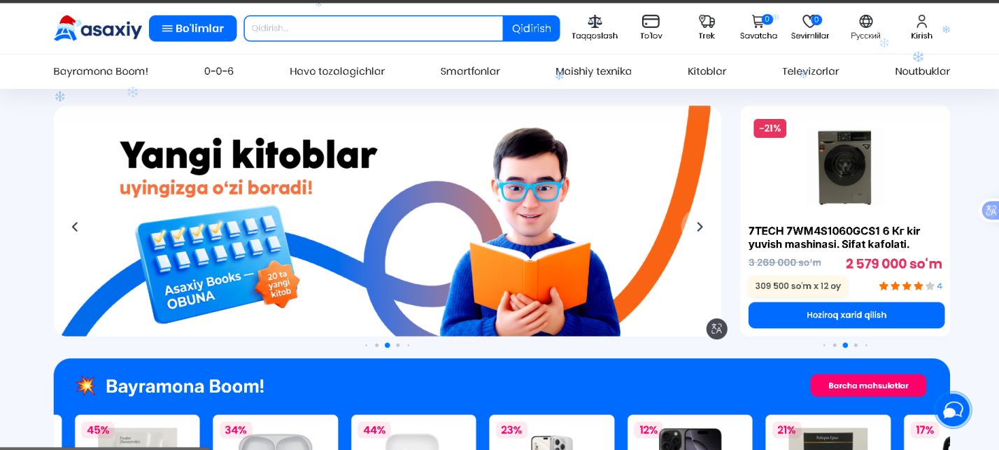 asaxiy
Bo'limlar
Qidirish...
Qidirish
Taqqoslash
To'lov
Trek
0
Savatcha
0
Sevimlilar
Русский
Kirish
Bayramona Boom!
0-0-6
Havo tozalagichlar
Smartfonlar
Maishiy texnika
Kitoblar
Televizorlar
Noutbuklar
Yangi kitoblar
uyingizga o‘zi boradi!
Asaxiy Books —
OBUNA
20 ta
yangi
kitob
-21%
7TECH 7WM4S1060GCS1 6 Кг kir
yuvish mashinasi. Sifat kafolati.
3 269 000 so'm
2 579 000 so'm
309 500 so'm x 12 oy
4
Hoziroq xarid qilish
Bayramona Boom!
Barcha mahsulotlar
45%
34%
44%
23%
12%
21%
17%